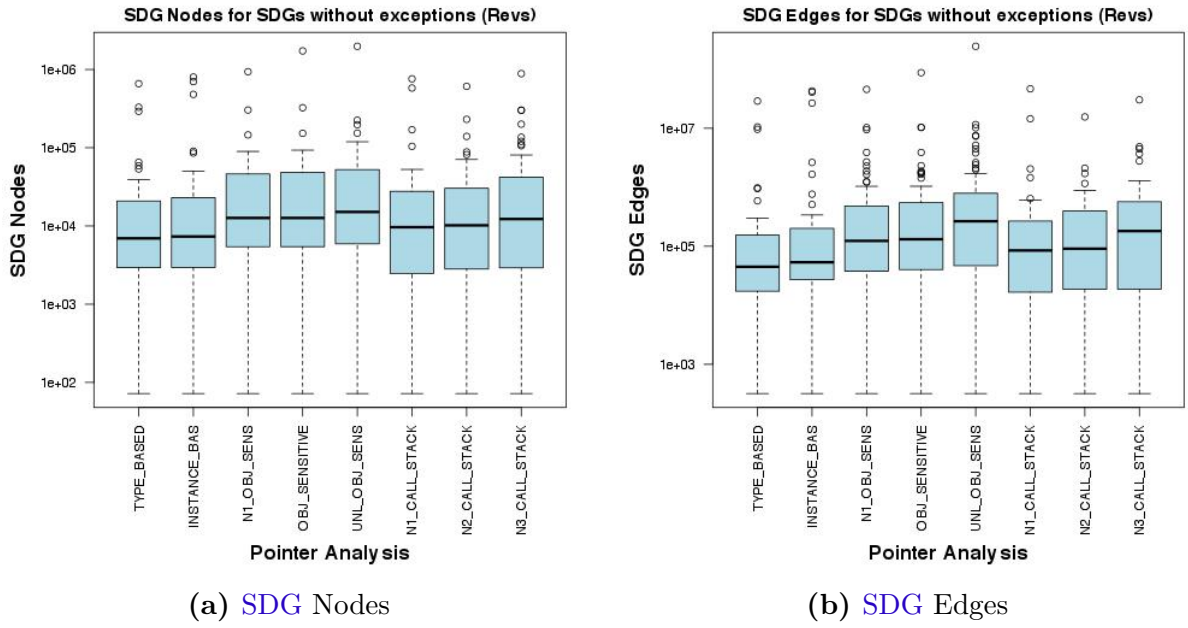 SDG Nodes for SDGs without exceptions (Revs)
SDG Nodes
1e+06
1e+05
1e+04
1e+03
1e+02
TYPE_BASED
INSTANCE_BAS
N1_OBJ_SENS
OBJ_SENSITIVE
UNL_OBJ_SENS
N1_CALL_STACK
N2_CALL_STACK
N3_CALL_STACK
Pointer Analysis
(a) SDG Nodes
SDG Edges for SDGs without exceptions (Revs)
SDG Edges
1e+07
1e+05
1e+03
TYPE_BASED
INSTANCE_BAS
N1_OBJ_SENS
OBJ_SENSITIVE
UNL_OBJ_SENS
N1_CALL_STACK
N2_CALL_STACK
N3_CALL_STACK
Pointer Analysis
(b) SDG Edges